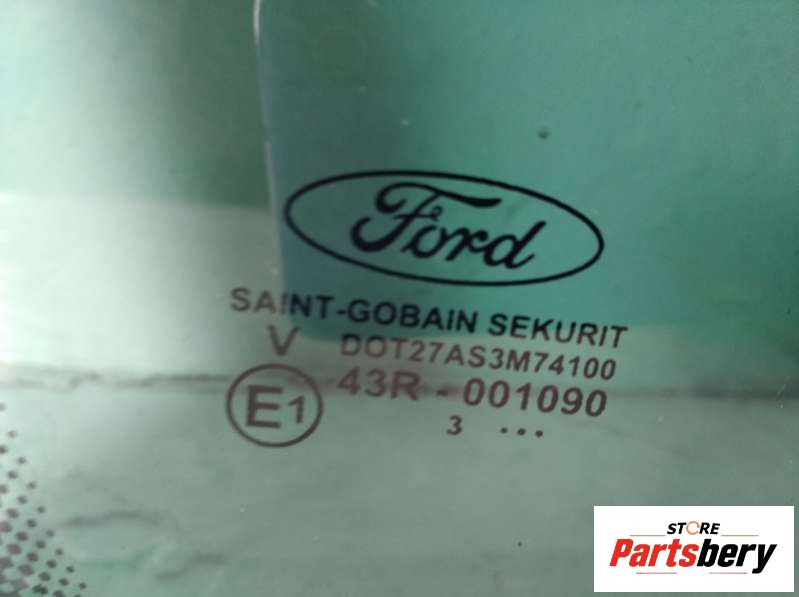 Ford
SAINT-GOBAIN SEKURIT
V DOT27AS3M74100
E1 43R - 001090
3 ...
STORE
Partsbery